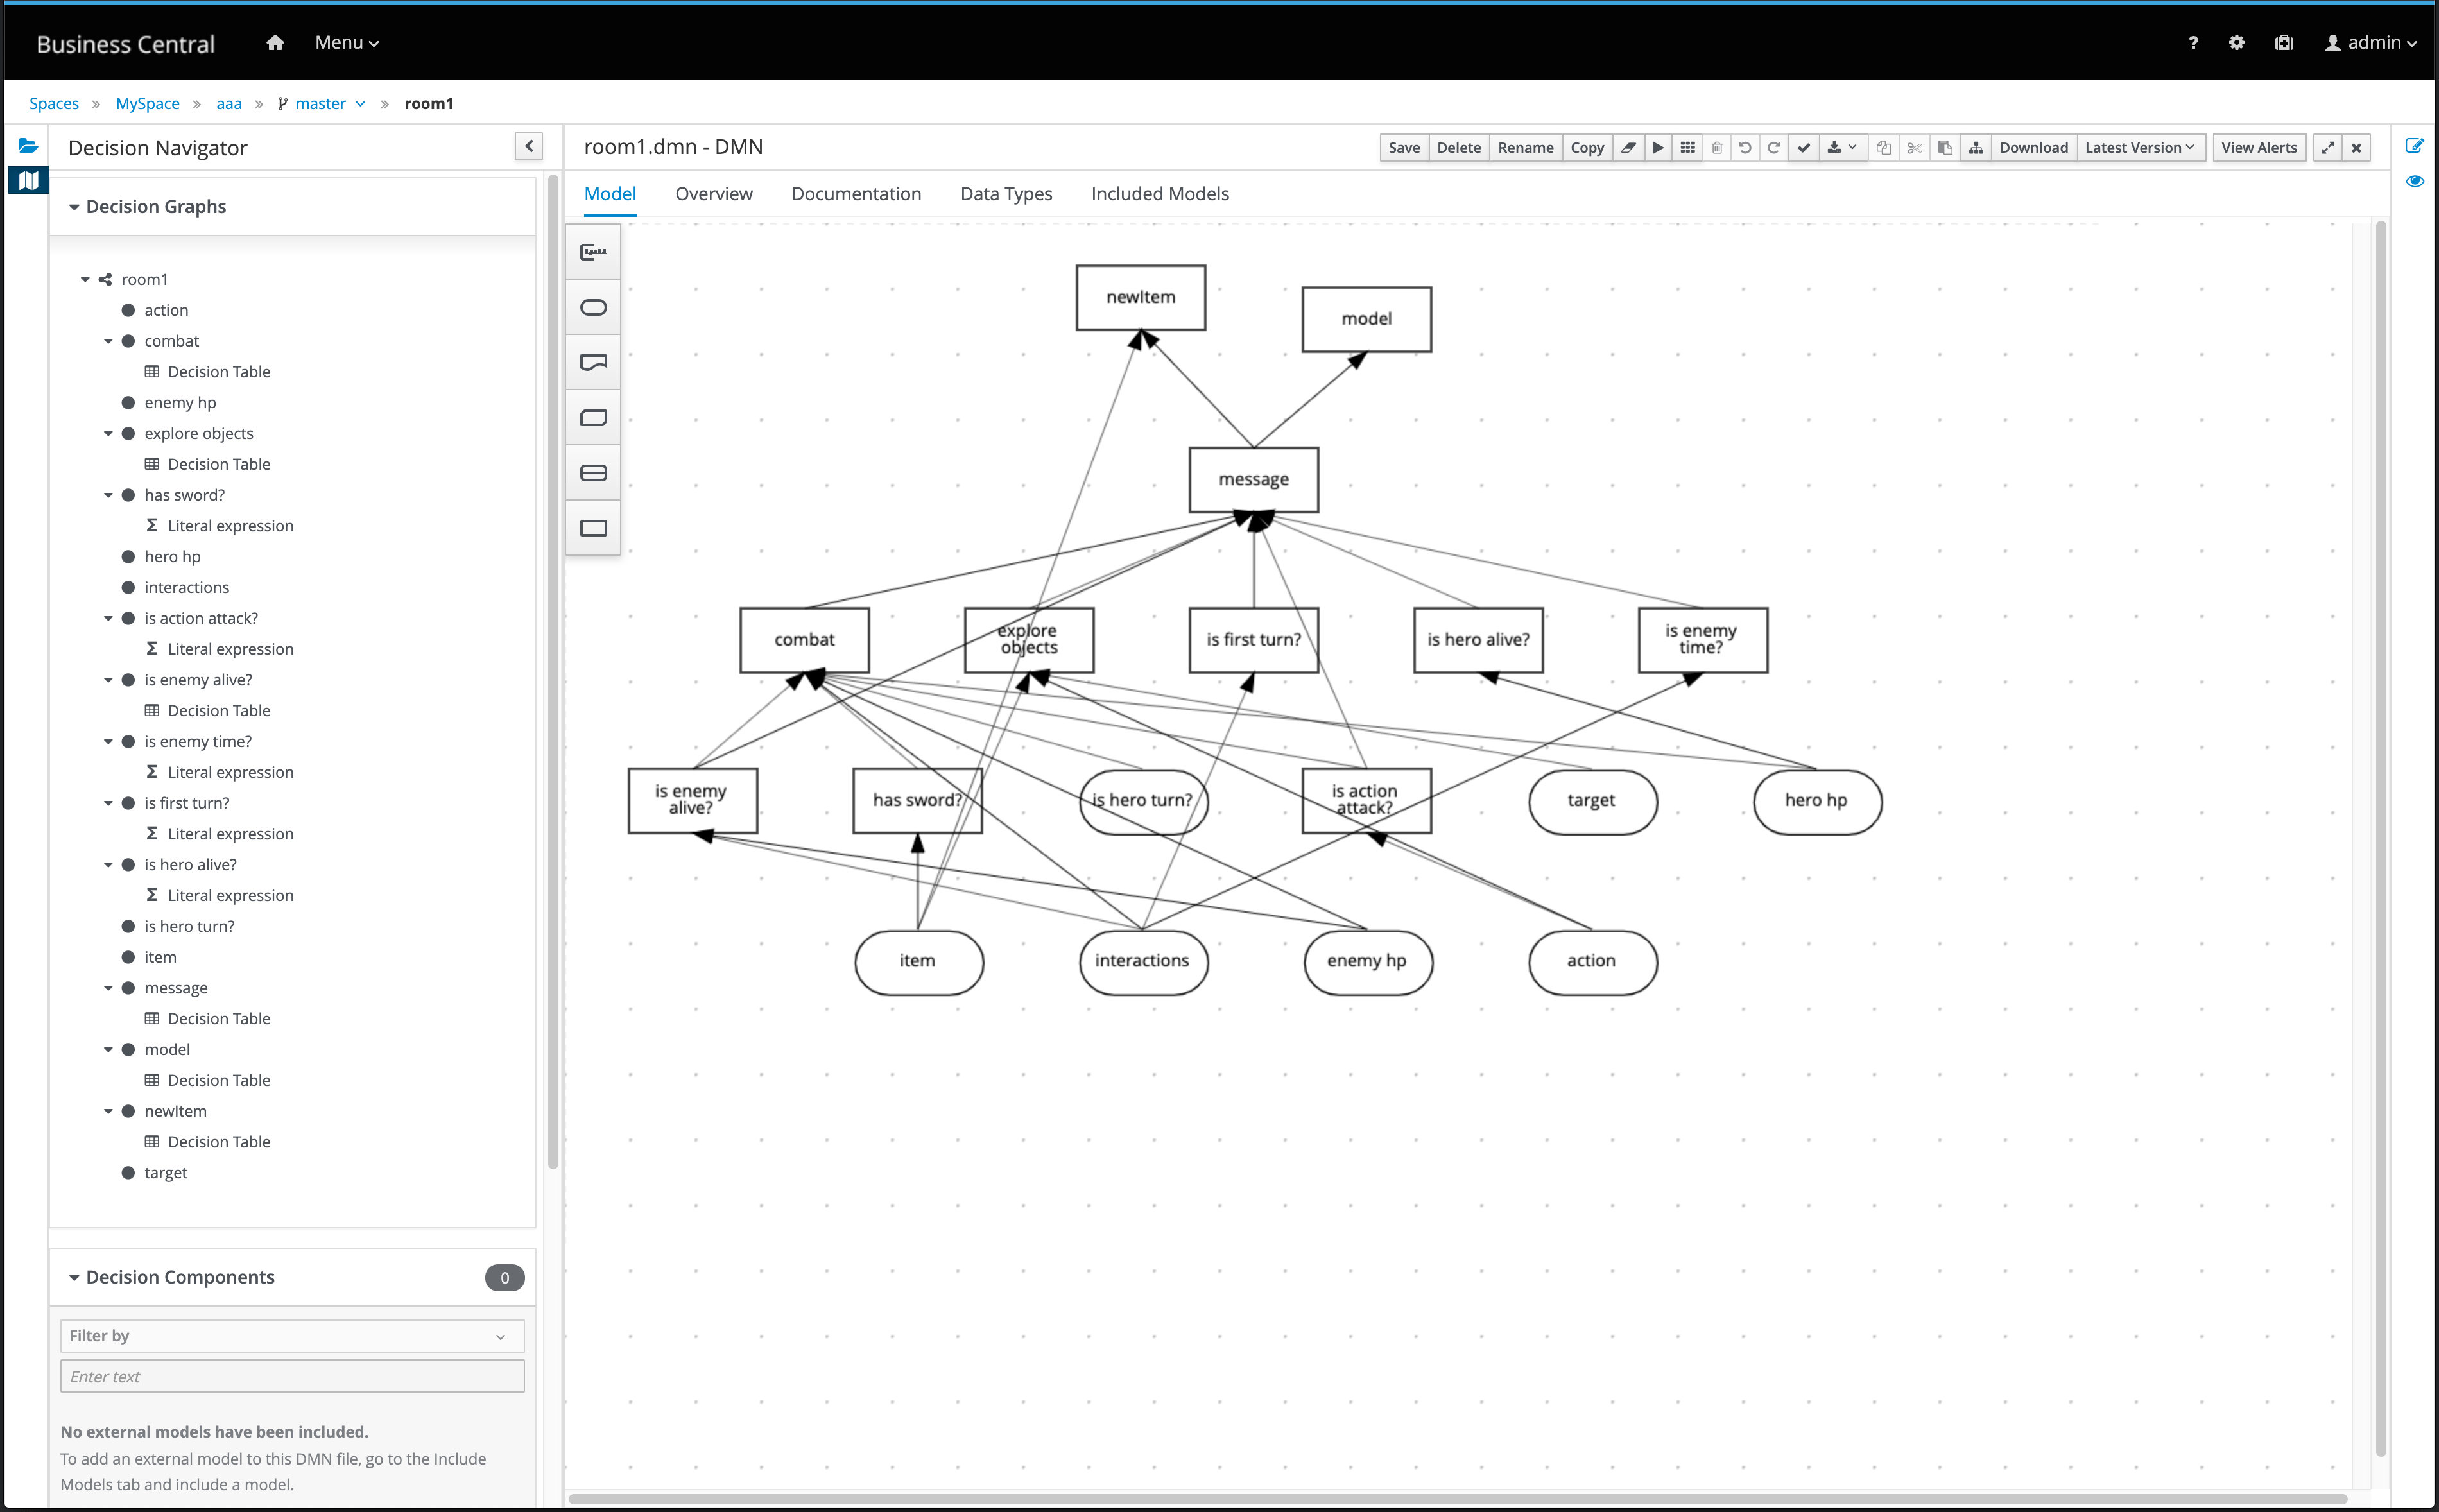 Business Central
Menu
?
admin
Spaces » MySpace » aaa » master » room1
Decision Navigator
Decision Graphs
room1
action
combat
Decision Table
enemy hp
explore objects
Decision Table
has sword?
Σ Literal expression
hero hp
interactions
is action attack?
Σ Literal expression
is enemy alive?
Decision Table
is enemy time?
Σ Literal expression
is first turn?
Σ Literal expression
is hero alive?
Σ Literal expression
is hero turn?
item
message
Decision Table
model
Decision Table
newItem
Decision Table
target
Decision Components
0
Filter by
Enter text
No external models have been included.
To add an external model to this DMN file, go to the Include
Models tab and include a model.
room1.dmn - DMN
Save Delete Rename Copy Download Latest Version View Alerts
Model Overview Documentation Data Types Included Models
newItem
model
message
combat
explore
objects
is first turn?
is hero alive?
is enemy
time?
is enemy
alive?
has sword?
is hero turn?
is action
attack?
target
hero hp
item
interactions
enemy hp
action